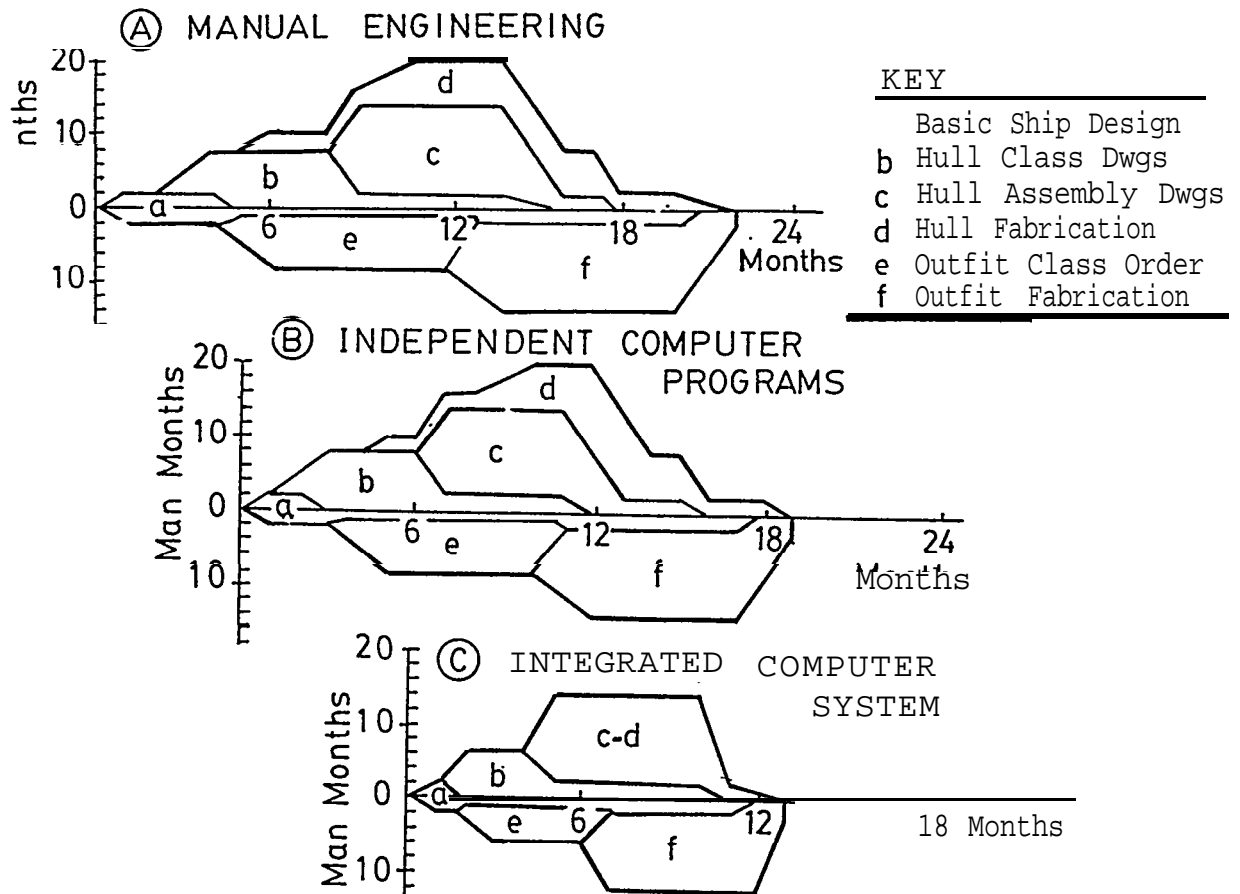 Ⓐ MANUAL ENGINEERING
20
10
0
10
nths
d
c
b
a
e
f
6
12
18
24
Months
KEY
Basic Ship Design
b Hull Class Dwgs
c Hull Assembly Dwgs
d Hull Fabrication
e Outfit Class Order
f Outfit Fabrication
Ⓑ INDEPENDENT COMPUTER
PROGRAMS
20
10
0
10
Man Months
d
c
b
a
e
f
6
12
18
24
Months
Ⓒ INTEGRATED COMPUTER
SYSTEM
20
10
0
10
Man Months
c-d
b
a
e
f
6
12
18 Months